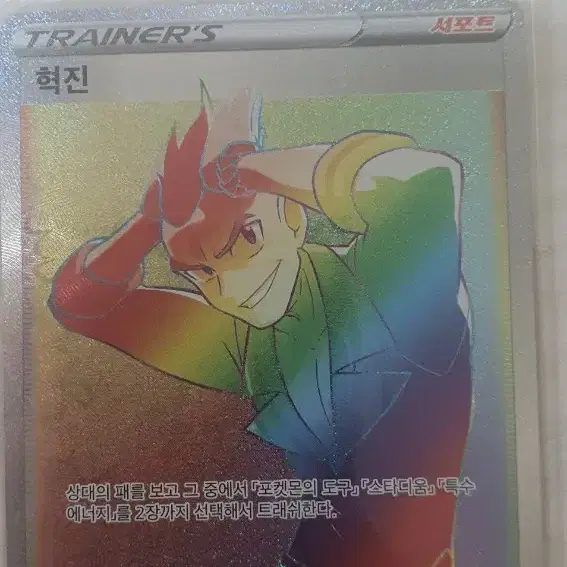 TRAINER'S 서포트
혁진
상대의 패를 보고 그 중에서 「포켓몬의 도구」 「스타디움」 「특수
에너지」를 2장까지 선택해서 트래쉬한다.